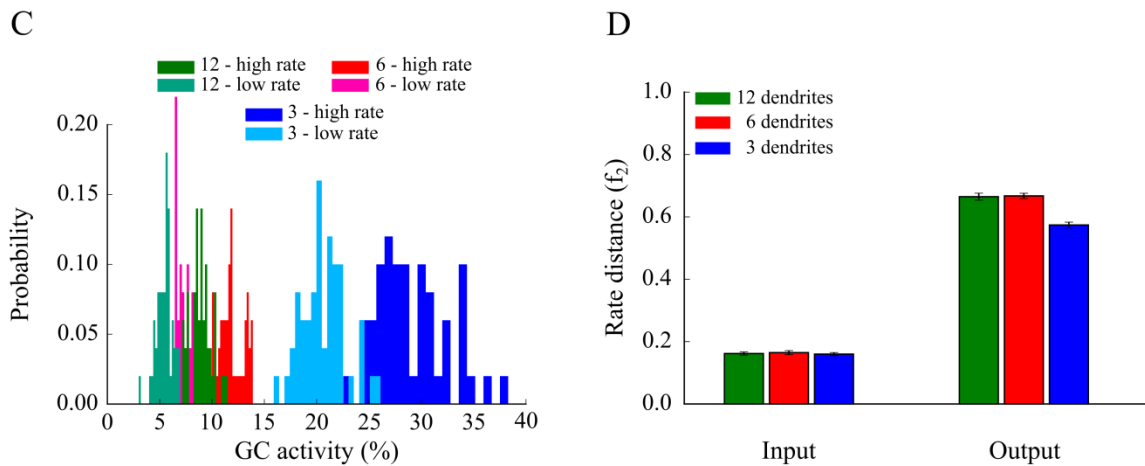 C
12 - high rate
12 - low rate
6 - high rate
6 - low rate
3 - high rate
3 - low rate
Probability
0.20
0.15
0.10
0.05
0.00
0 5 10 15 20 25 30 35 40
GC activity (%)
D
12 dendrites
6 dendrites
3 dendrites
Rate distance (f₂)
1.0
0.8
0.6
0.4
0.2
0.0
Input Output